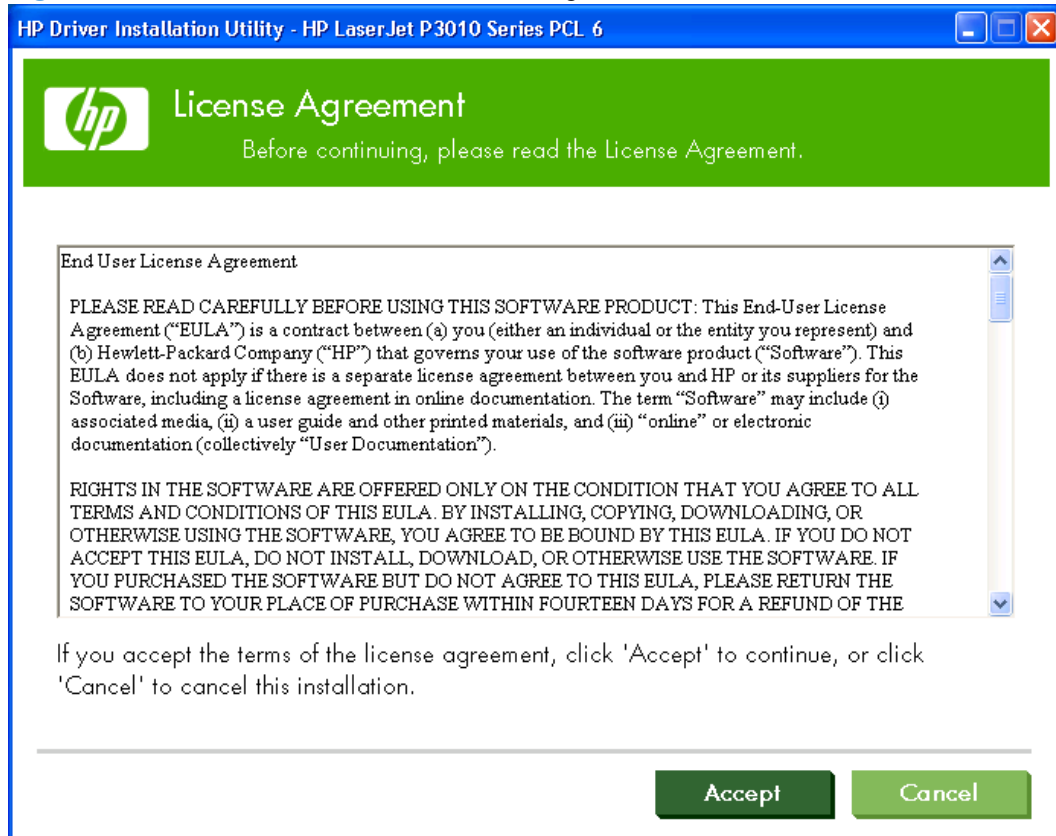 HP Driver Installation Utility - HP LaserJet P3010 Series PCL 6
hp
License Agreement
Before continuing, please read the License Agreement.
End User License Agreement
PLEASE READ CAREFULLY BEFORE USING THIS SOFTWARE PRODUCT: This End-User License
Agreement (“EULA”) is a contract between (a) you (either an individual or the entity you represent) and
(b) Hewlett-Packard Company (“HP”) that governs your use of the software product (“Software”). This
EULA does not apply if there is a separate license agreement between you and HP or its suppliers for the
Software, including a license agreement in online documentation. The term “Software” may include (i)
associated media, (ii) a user guide and other printed materials, and (iii) “online” or electronic
documentation (collectively “User Documentation”).
RIGHTS IN THE SOFTWARE ARE OFFERED ONLY ON THE CONDITION THAT YOU AGREE TO ALL
TERMS AND CONDITIONS OF THIS EULA. BY INSTALLING, COPYING, DOWNLOADING, OR
OTHERWISE USING THE SOFTWARE, YOU AGREE TO BE BOUND BY THIS EULA. IF YOU DO NOT
ACCEPT THIS EULA, DO NOT INSTALL, DOWNLOAD, OR OTHERWISE USE THE SOFTWARE. IF
YOU PURCHASED THE SOFTWARE BUT DO NOT AGREE TO THIS EULA, PLEASE RETURN THE
SOFTWARE TO YOUR PLACE OF PURCHASE WITHIN FOURTEEN DAYS FOR A REFUND OF THE
If you accept the terms of the license agreement, click 'Accept' to continue, or click
'Cancel' to cancel this installation.
Accept
Cancel